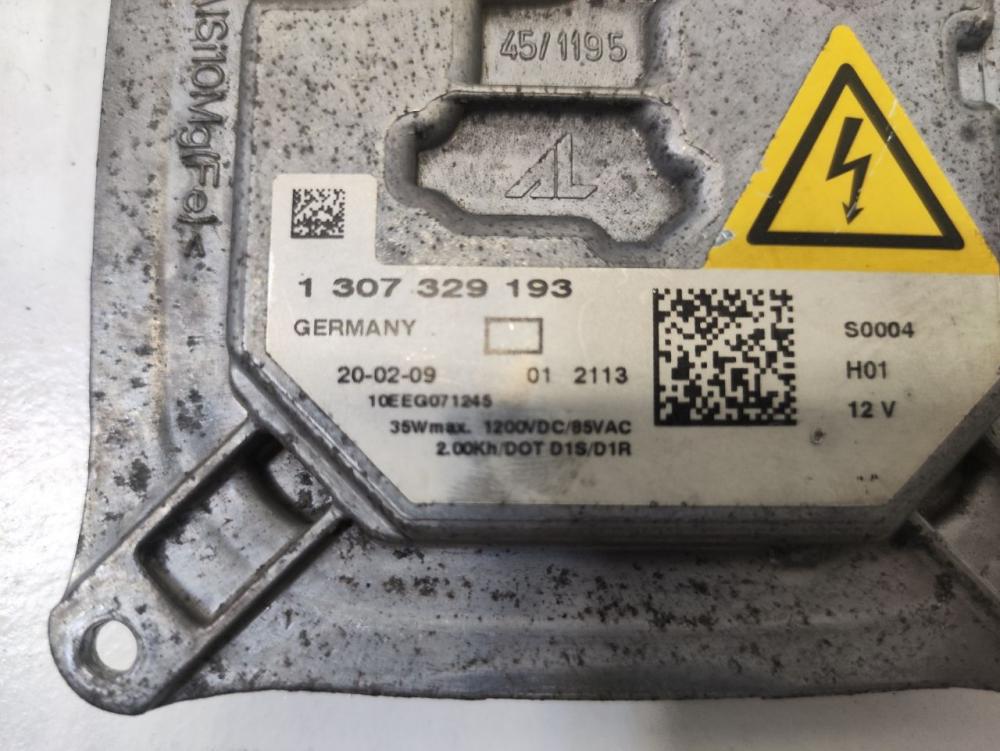 45/1195
AlSi10Mg(Fe)<
AL
1 307 329 193
GERMANY
S0004
20-02-09 01 2113
H01
10EEG071245
12 V
35Wmax. 1200VDC/85VAC
2.00Kh/DOT D1S/D1R